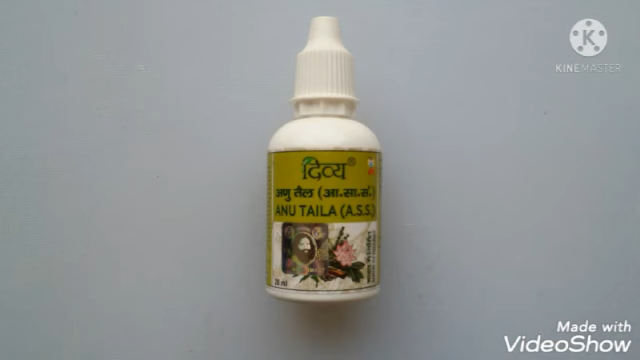 K
KINEMASTER
दिव्य®
अणु तैल (आ.सा.सं.)
ANU TAILA (A.S.S.)
20 ml
Made with
VideoShow